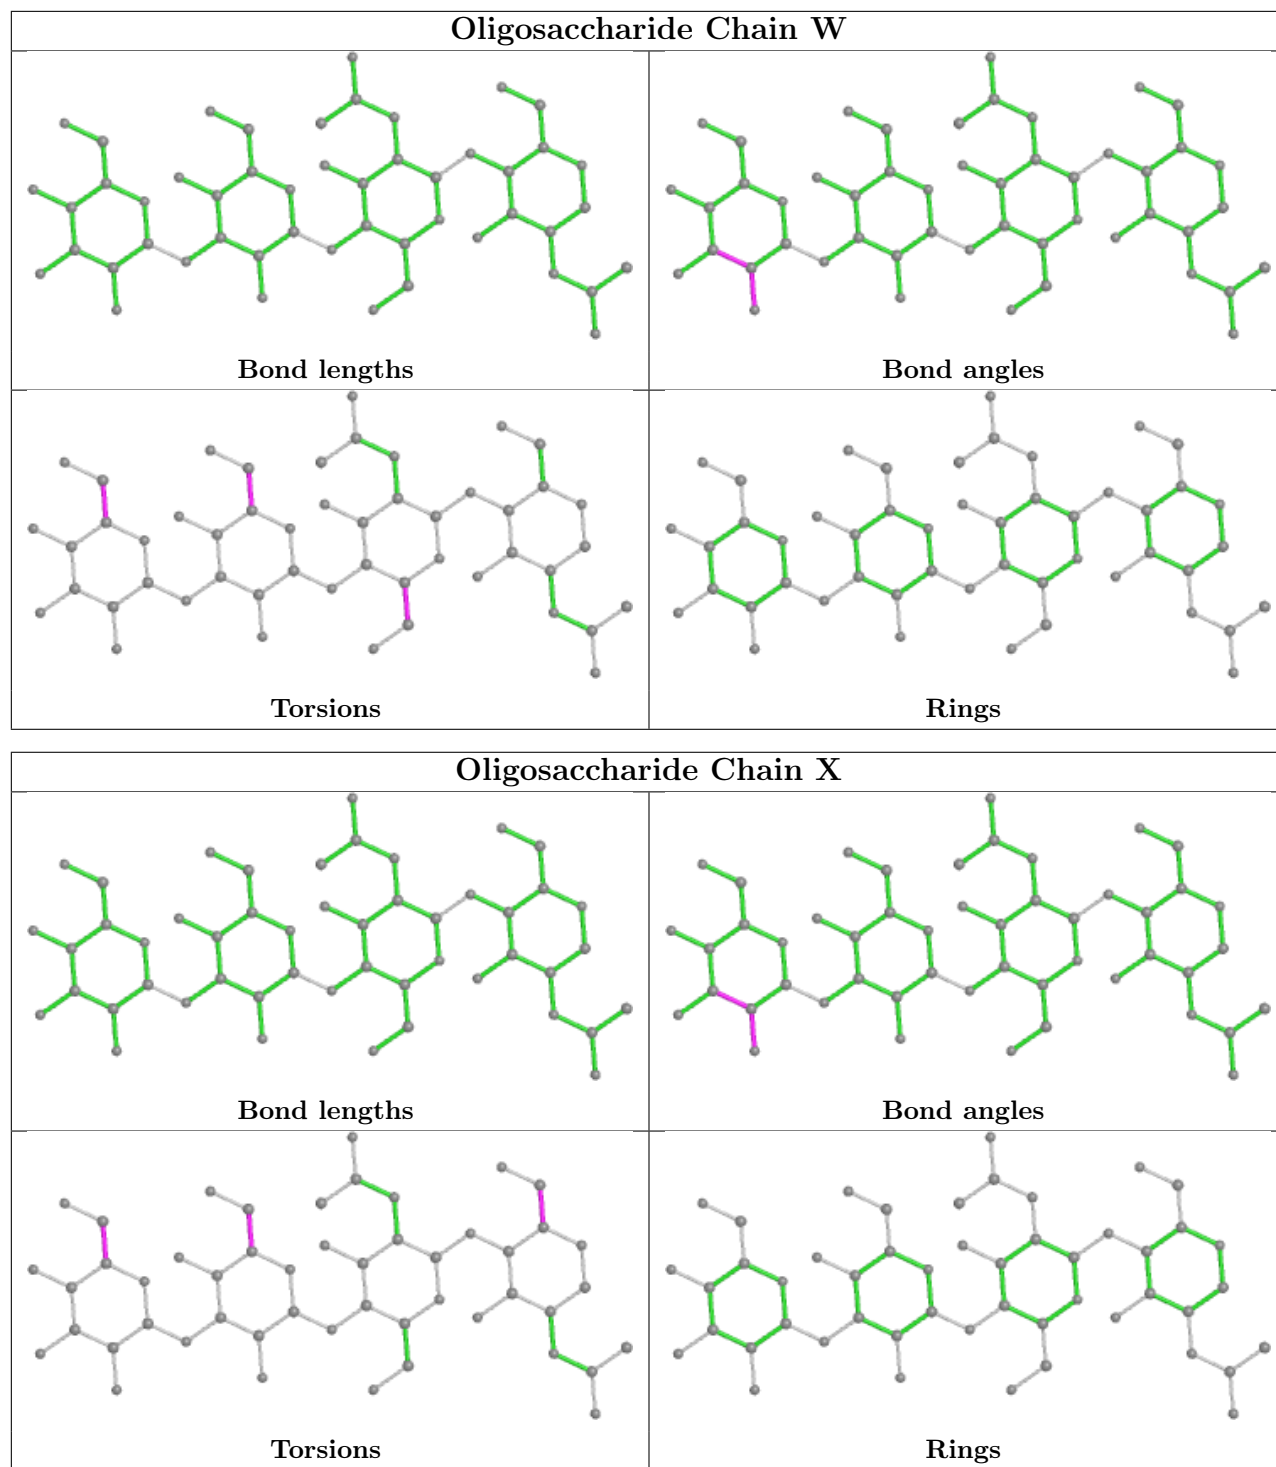 Oligosaccharide Chain W
Bond lengths
Bond angles
Torsions
Rings
Oligosaccharide Chain X
Bond lengths
Bond angles
Torsions
Rings